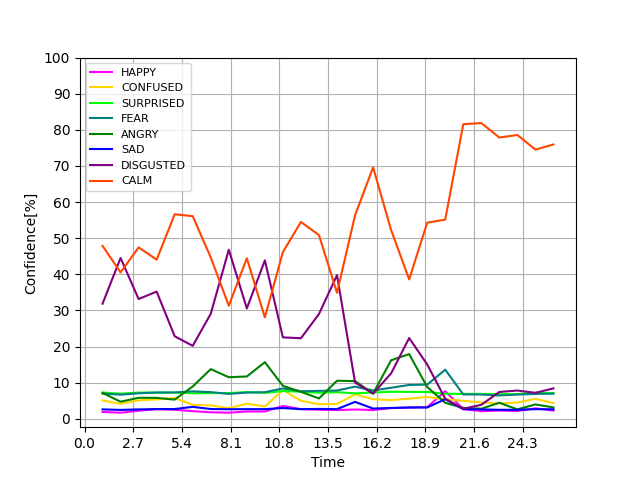 100
90
80
70
60
50
40
30
20
10
0
Confidence[%]
HAPPY
CONFUSED
SURPRISED
FEAR
ANGRY
SAD
DISGUSTED
CALM
0.0 2.7 5.4 8.1 10.8 13.5 16.2 18.9 21.6 24.3
Time